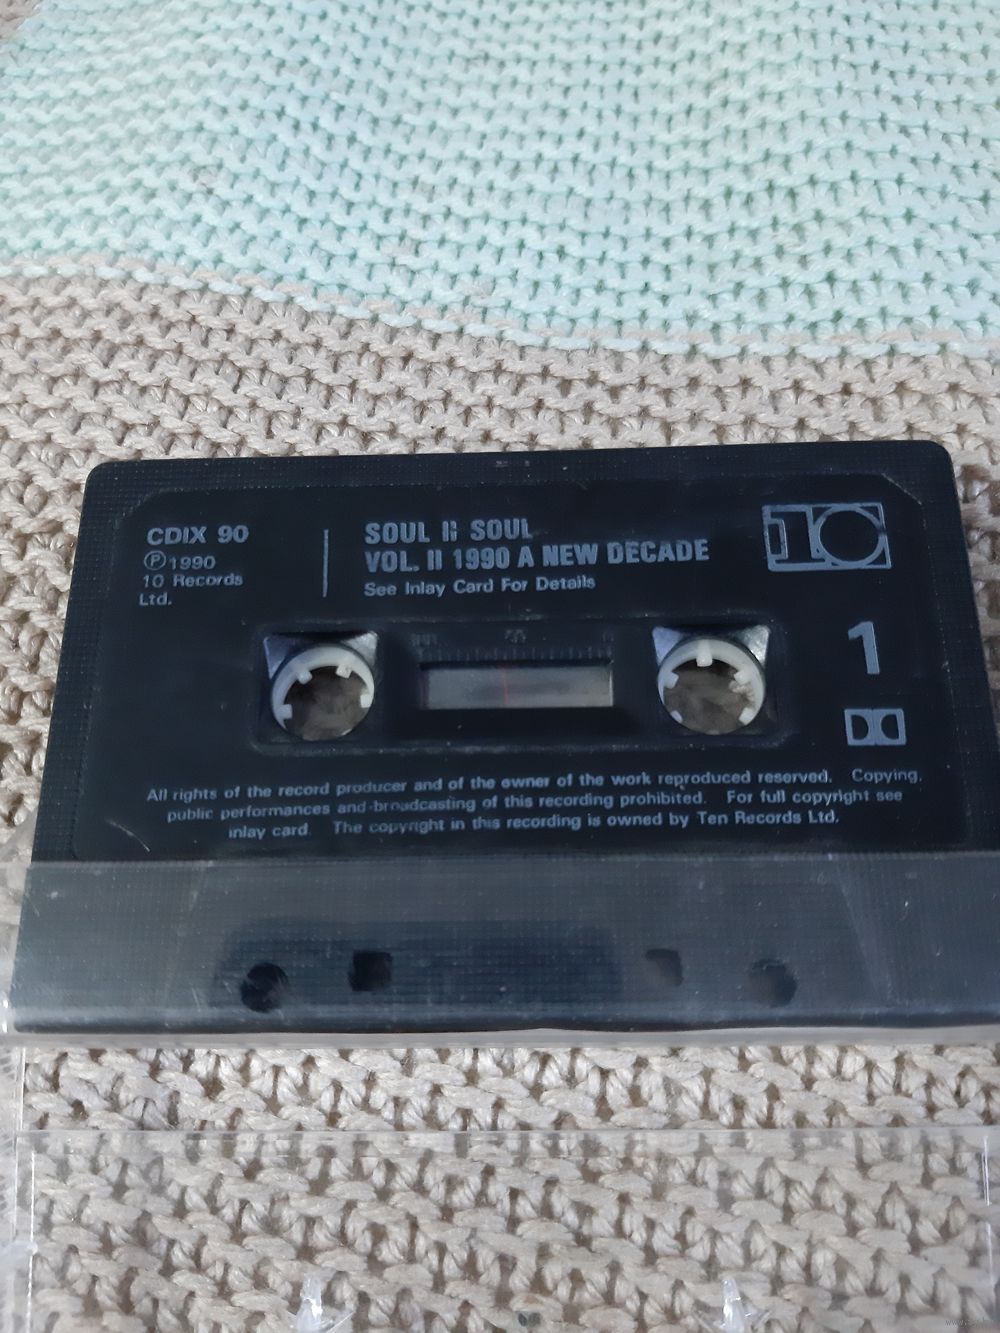 CDIX 90
℗1990
10 Records
Ltd.
SOUL II SOUL
VOL. II 1990 A NEW DECADE
See Inlay Card For Details
10
1
All rights of the record producer and of the owner of the work reproduced reserved. Copying,
public performances and broadcasting of this recording prohibited. For full copyright see
inlay card. The copyright in this recording is owned by Ten Records Ltd.